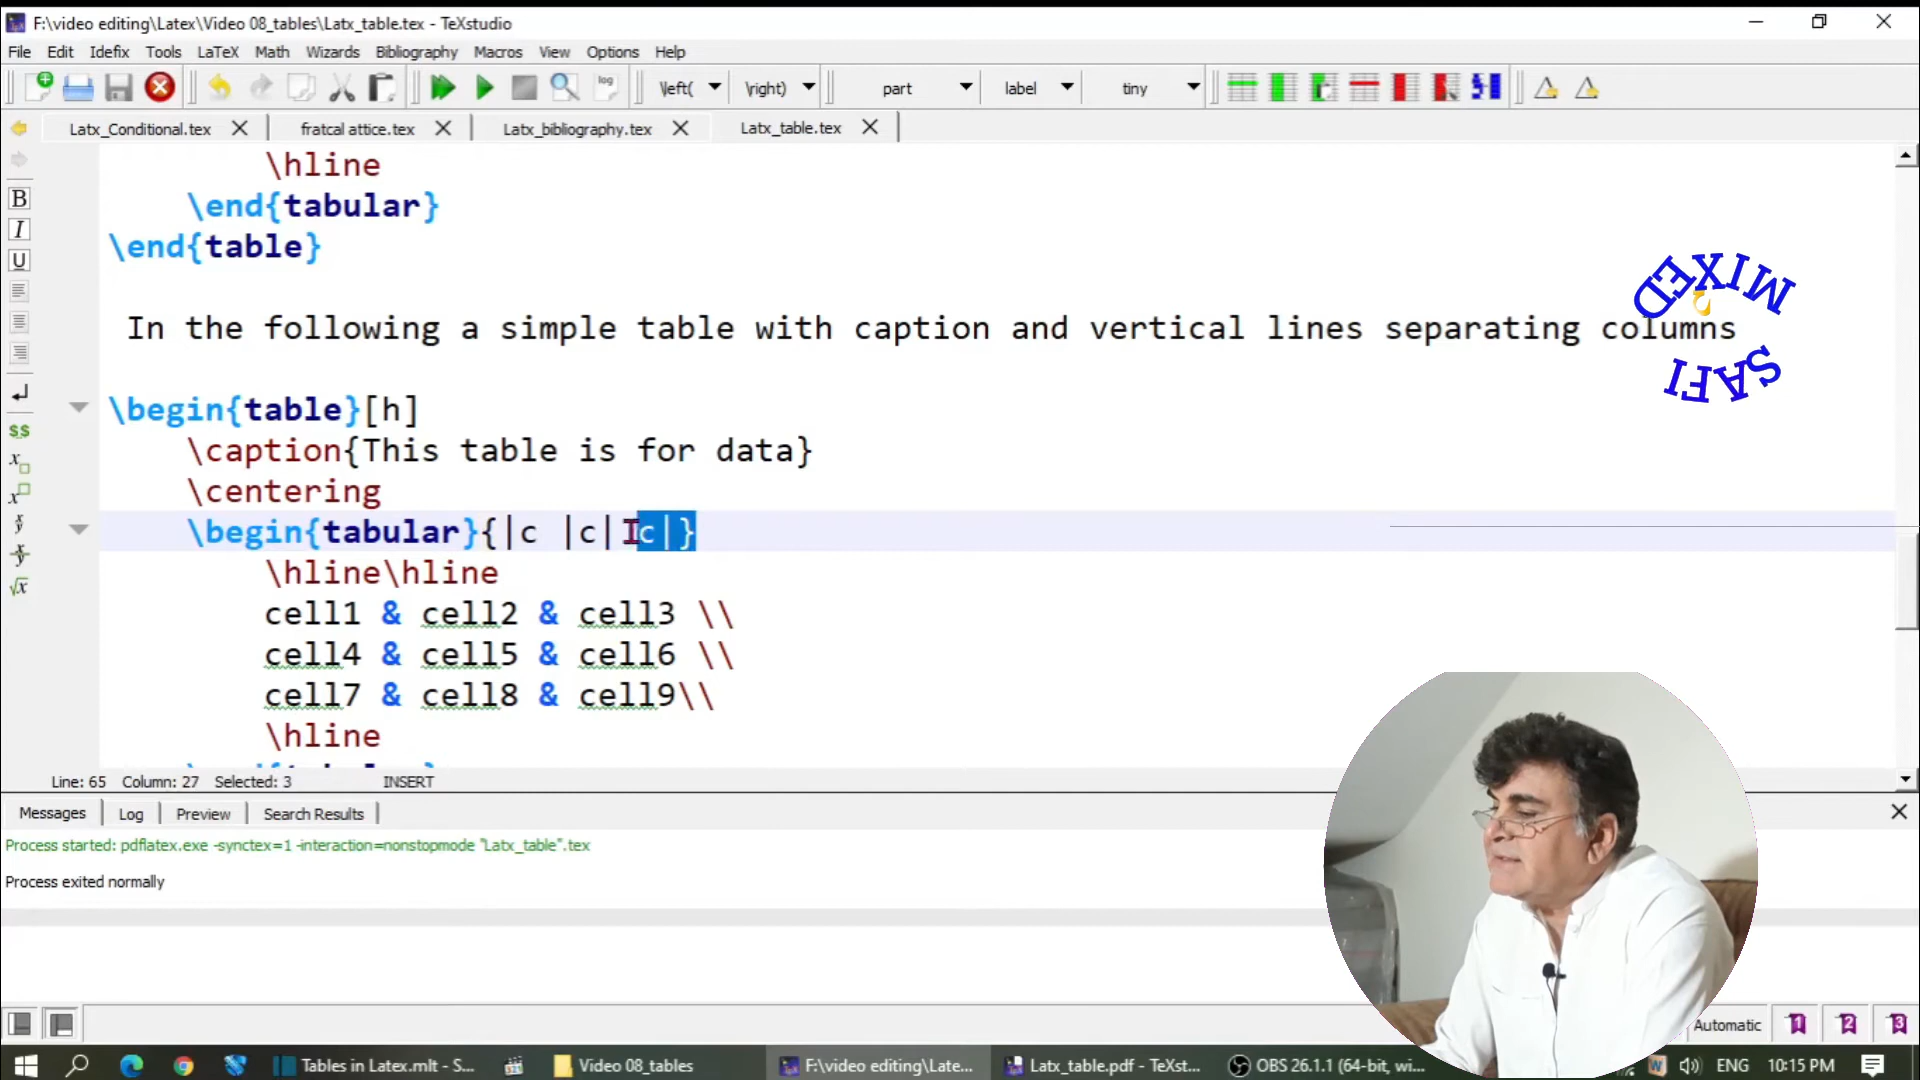 F:\video editing\Latex\Video 08_tables\Latx_table.tex - TeXstudio
File Edit Idefix Tools LaTeX Math Wizards Bibliography Macros View Options Help
log \left( \right) part label tiny
Latx_Conditional.tex fratcal attice.tex Latx_bibliography.tex Latx_table.tex
\hline
\end{tabular}
\end{table}
In the following a simple table with caption and vertical lines separating columns
\begin{table}[h]
\caption{This table is for data}
\centering
\begin{tabular}{|c |c| c|}
\hline\hline
cell1 & cell2 & cell3 \\
cell4 & cell5 & cell6 \\
cell7 & cell8 & cell9\\
\hline
MIXED
SAFI
B
I
U
$$
Line: 65 Column: 27 Selected: 3 INSERT
Messages Log Preview Search Results
Process started: pdflatex.exe -synctex=1 -interaction=nonstopmode "Latx_table".tex
Process exited normally
Automatic 1 2 3
Tables in Latex.mlt - S... Video 08_tables F:\video editing\Late... Latx_table.pdf - TeXst... OBS 26.1.1 (64-bit, wi... ENG 10:15 PM